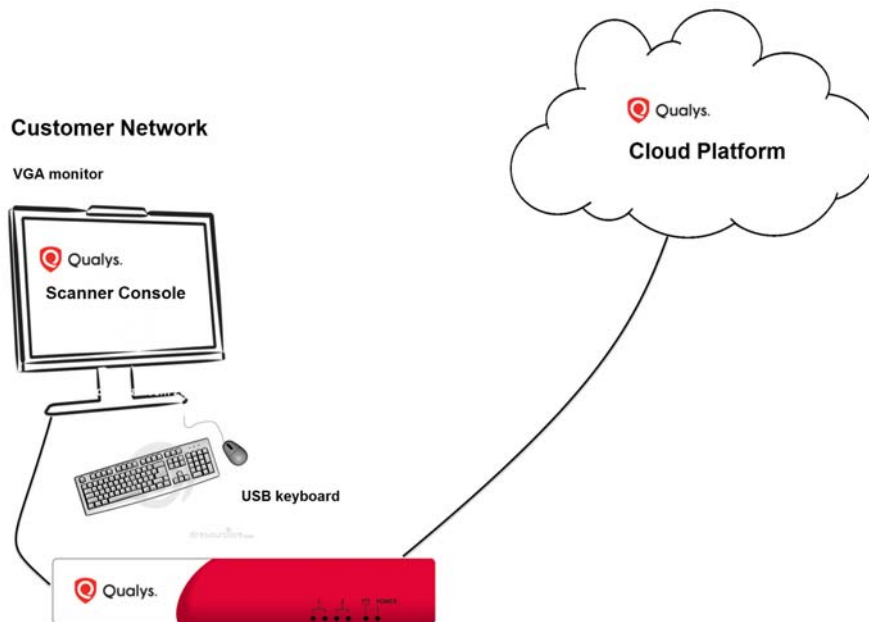 Qualys.
Cloud Platform
Customer Network
VGA monitor
Qualys.
Scanner Console
USB keyboard
Qualys.
POWER